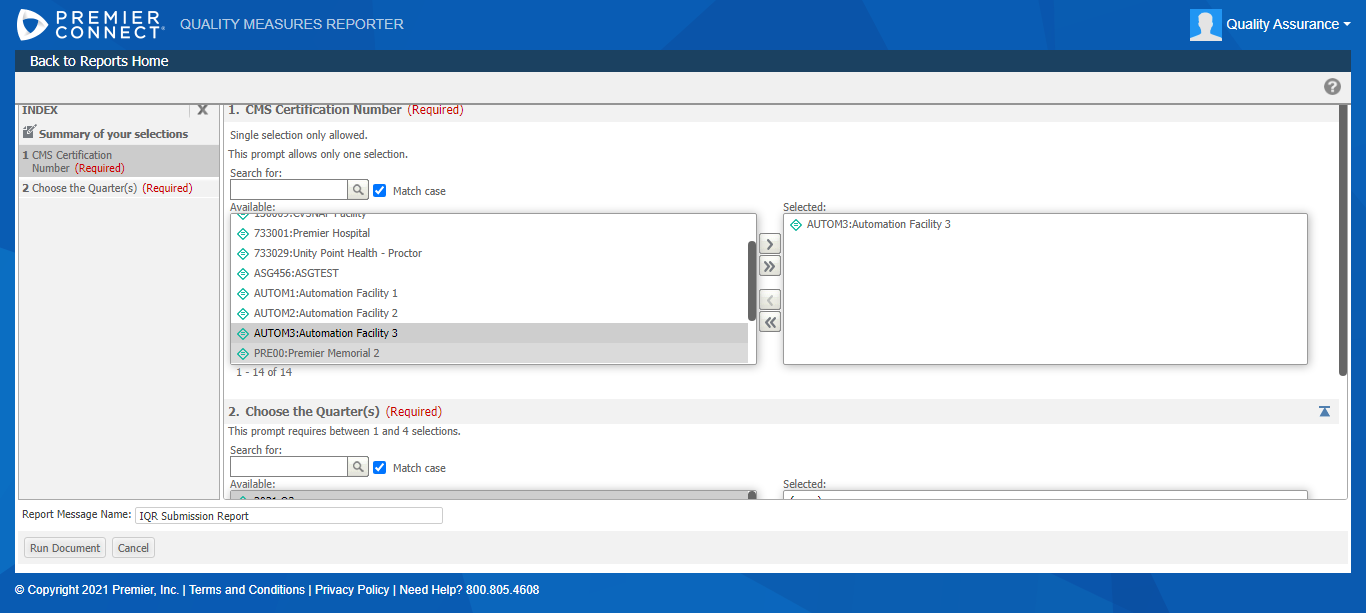 PREMIER
CONNECT
QUALITY MEASURES REPORTER
Quality Assurance
Back to Reports Home
INDEX
X
Summary of your selections
1 CMS Certification
Number (Required)
2 Choose the Quarter(s) (Required)
1. CMS Certification Number (Required)
Single selection only allowed.
This prompt allows only one selection.
Search for:
Match case
Available:
733001:Premier Hospital
733029:Unity Point Health - Proctor
ASG456:ASGTEST
AUTOM1:Automation Facility 1
AUTOM2:Automation Facility 2
AUTOM3:Automation Facility 3
PRE00:Premier Memorial 2
1 - 14 of 14
Selected:
AUTOM3:Automation Facility 3
2. Choose the Quarter(s) (Required)
This prompt requires between 1 and 4 selections.
Search for:
Match case
Available:
Selected:
Report Message Name: IQR Submission Report
Run Document Cancel
© Copyright 2021 Premier, Inc. | Terms and Conditions | Privacy Policy | Need Help? 800.805.4608